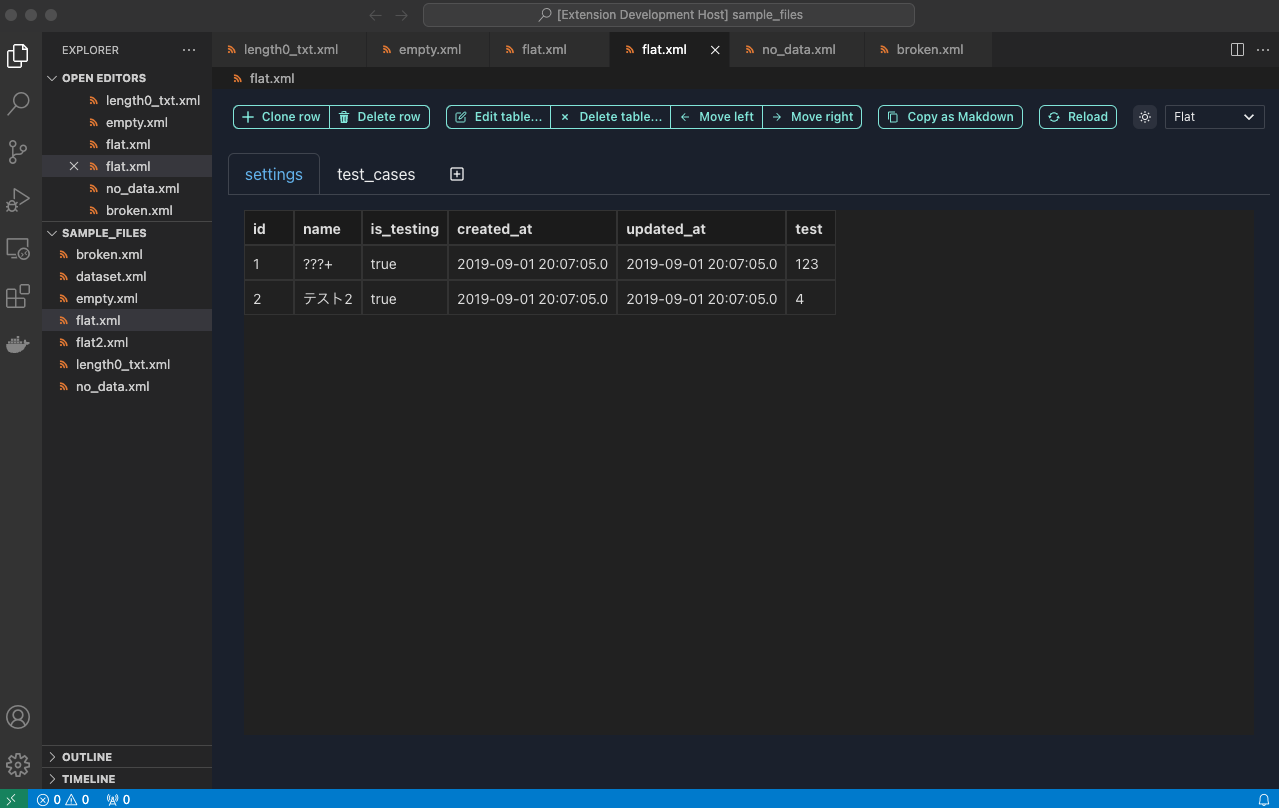 [Extension Development Host] sample_files
EXPLORER
OPEN EDITORS
length0_txt.xml
empty.xml
flat.xml
flat.xml
no_data.xml
broken.xml
SAMPLE_FILES
broken.xml
dataset.xml
empty.xml
flat.xml
flat2.xml
length0_txt.xml
no_data.xml
OUTLINE
TIMELINE
length0_txt.xml empty.xml flat.xml flat.xml no_data.xml broken.xml
flat.xml
Clone row Delete row Edit table... Delete table... Move left Move right Copy as Makdown Reload Flat
settings test_cases
id name is_testing created_at updated_at test
1 ???+ true 2019-09-01 20:07:05.0 2019-09-01 20:07:05.0 123
2 テスト2 true 2019-09-01 20:07:05.0 2019-09-01 20:07:05.0 4
0 0 0